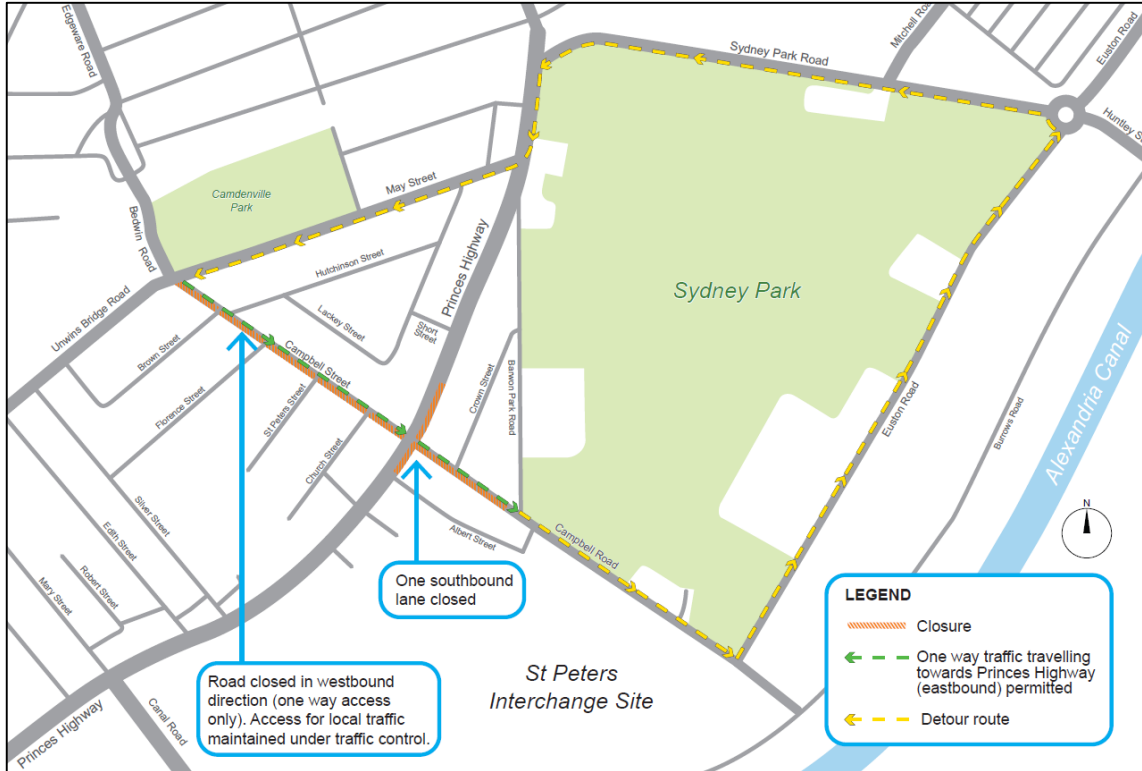 Edgeware Road
Sydney Park Road
Mitchell Road
Euston Road
Huntley St
Camdenville
Park
May Street
Bedwin Road
Princes Highway
Hutchinson Street
Sydney Park
Unwins Bridge Road
Lackey Street
Short
Street
Brown Street
Campbell Street
Crown Street
Barwon Park Road
Florence Street
St Peters Street
Church Street
Euston Road
Burrows Road
Alexandria Canal
Silver Street
Edith Street
Albert Street
Campbell Road
N
Robert Street
Mary Street
One southbound
lane closed
Road closed in westbound
direction (one way access
only). Access for local traffic
maintained under traffic control.
St Peters
Interchange Site
Canal Road
Princes Highway
LEGEND
Closure
One way traffic travelling
towards Princes Highway
(eastbound) permitted
Detour route